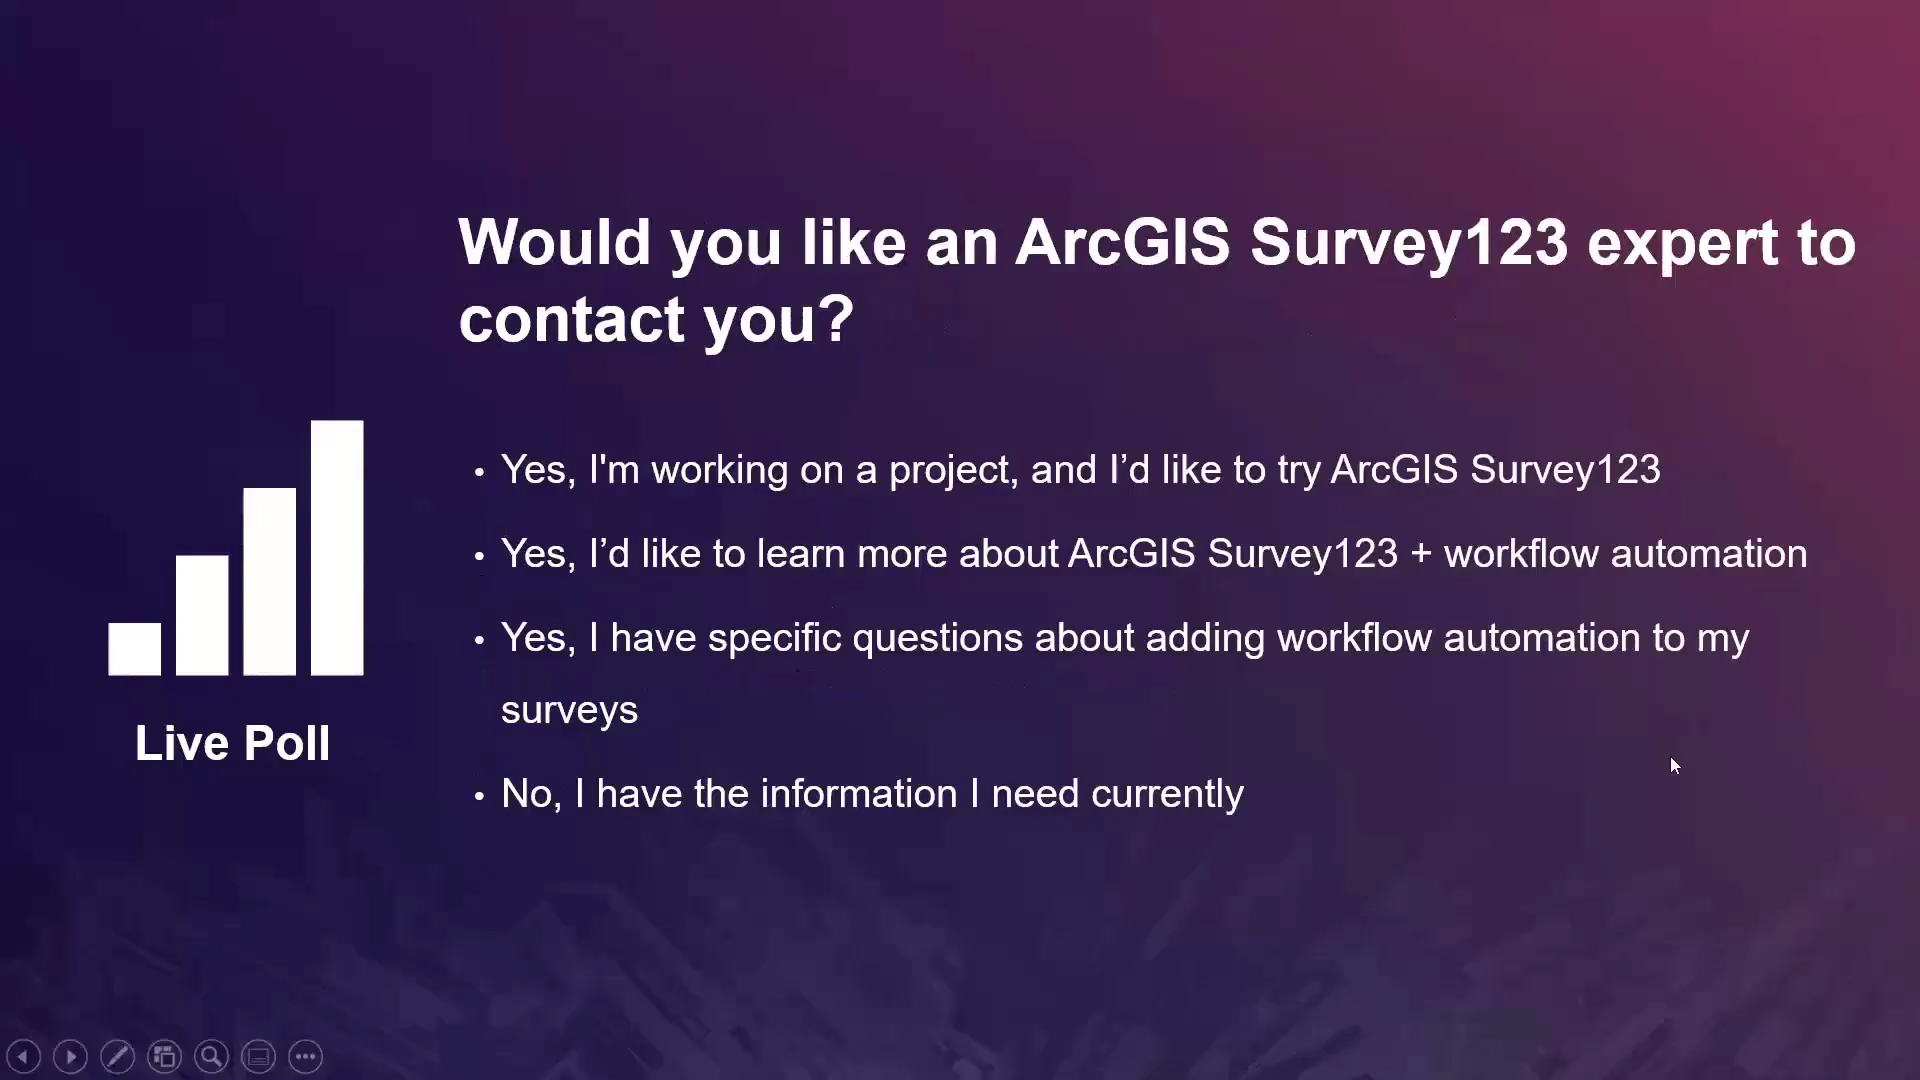 Would you like an ArcGIS Survey123 expert to
contact you?
• Yes, I'm working on a project, and I’d like to try ArcGIS Survey123
• Yes, I’d like to learn more about ArcGIS Survey123 + workflow automation
• Yes, I have specific questions about adding workflow automation to my
surveys
• No, I have the information I need currently
Live Poll